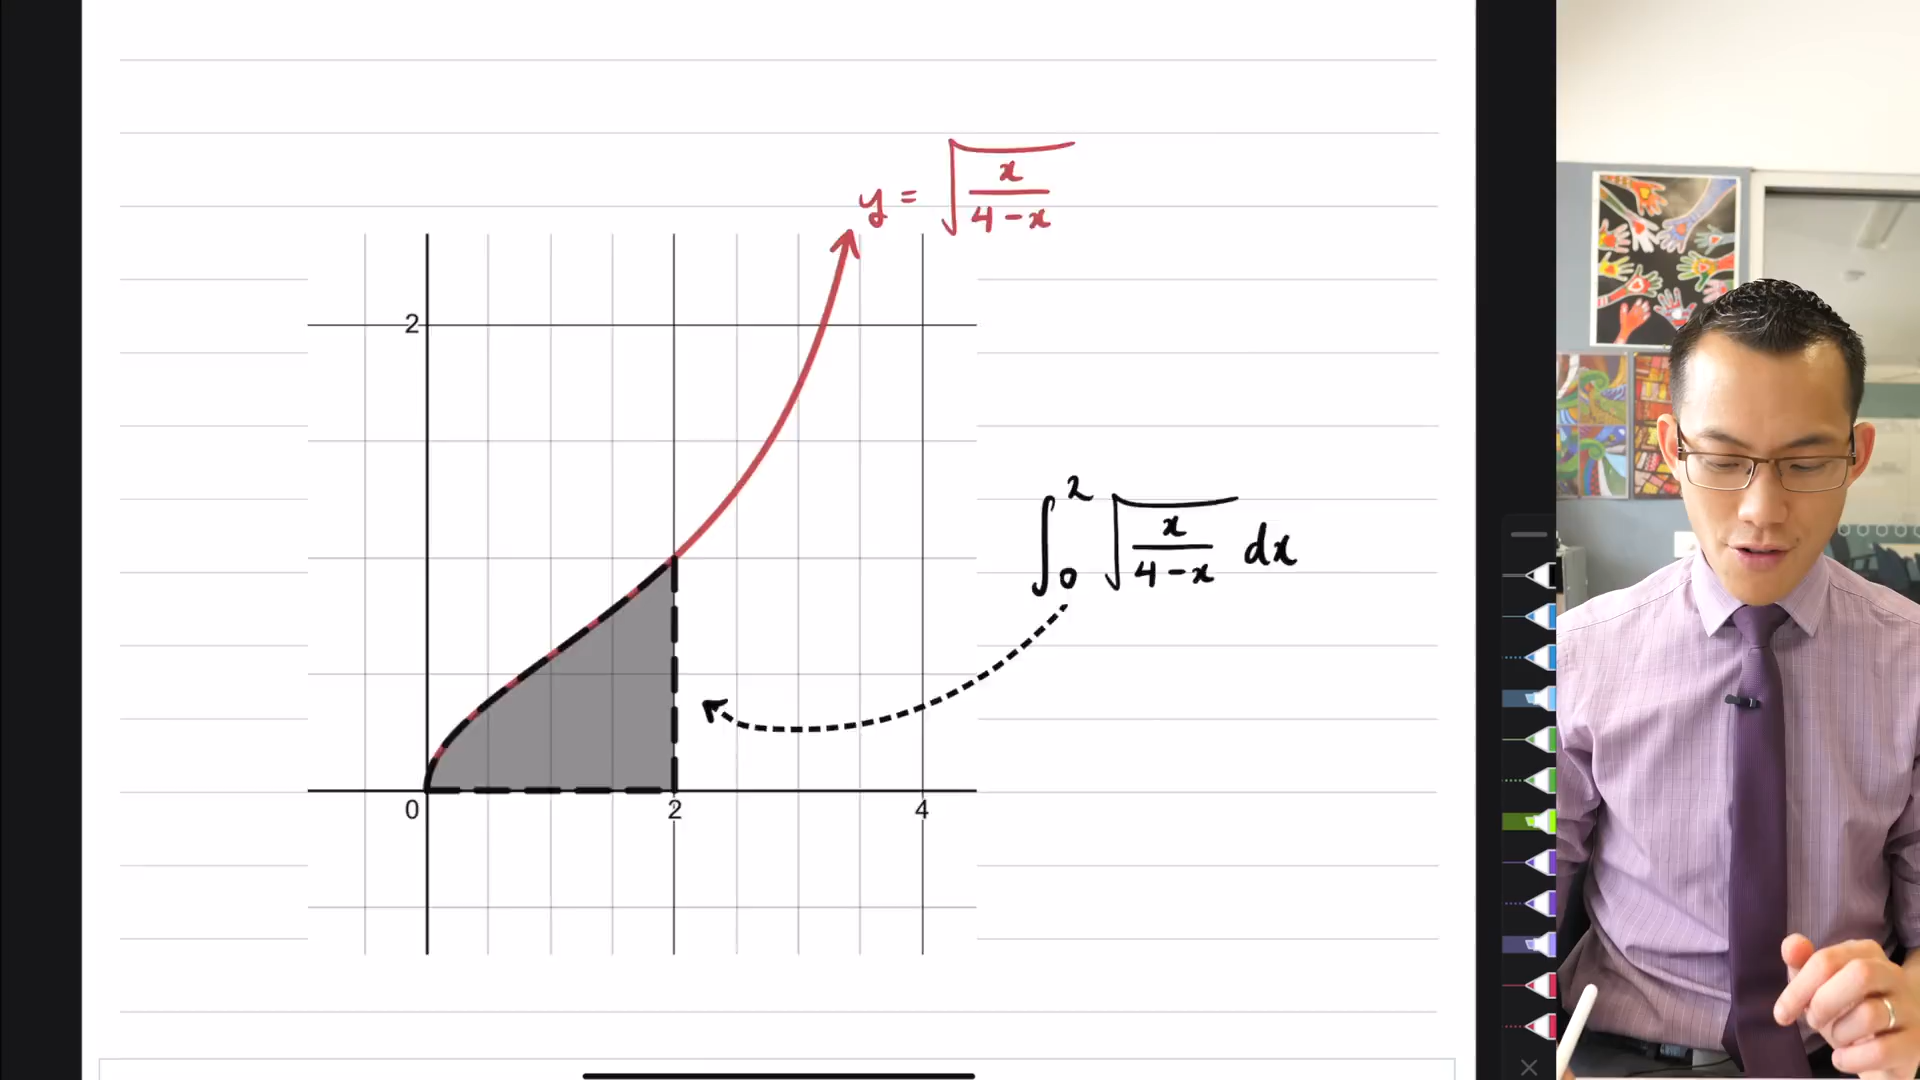 y = √(x/(4-x))
2
∫₀² √(x/(4-x)) dx
0 2 4